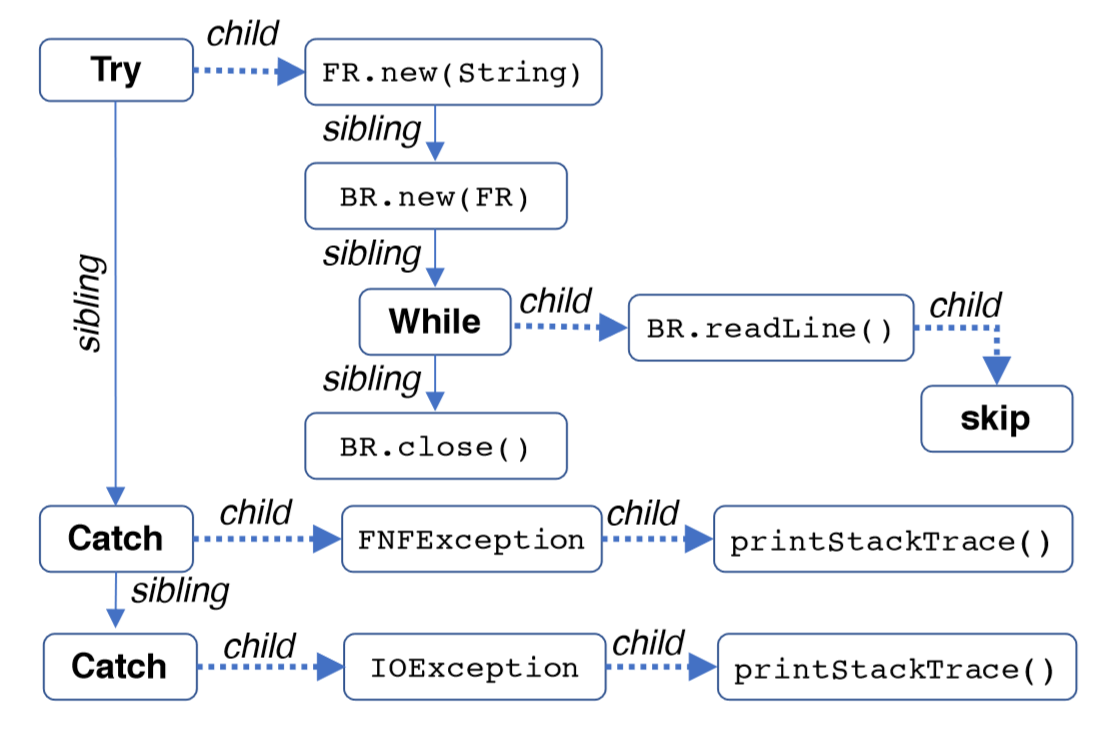 child
Try
FR.new(String)
sibling
BR.new(FR)
sibling
sibling
While
child
BR.readLine()
child
skip
sibling
BR.close()
Catch
child
FNFException
child
printStackTrace()
sibling
Catch
child
IOException
child
printStackTrace()